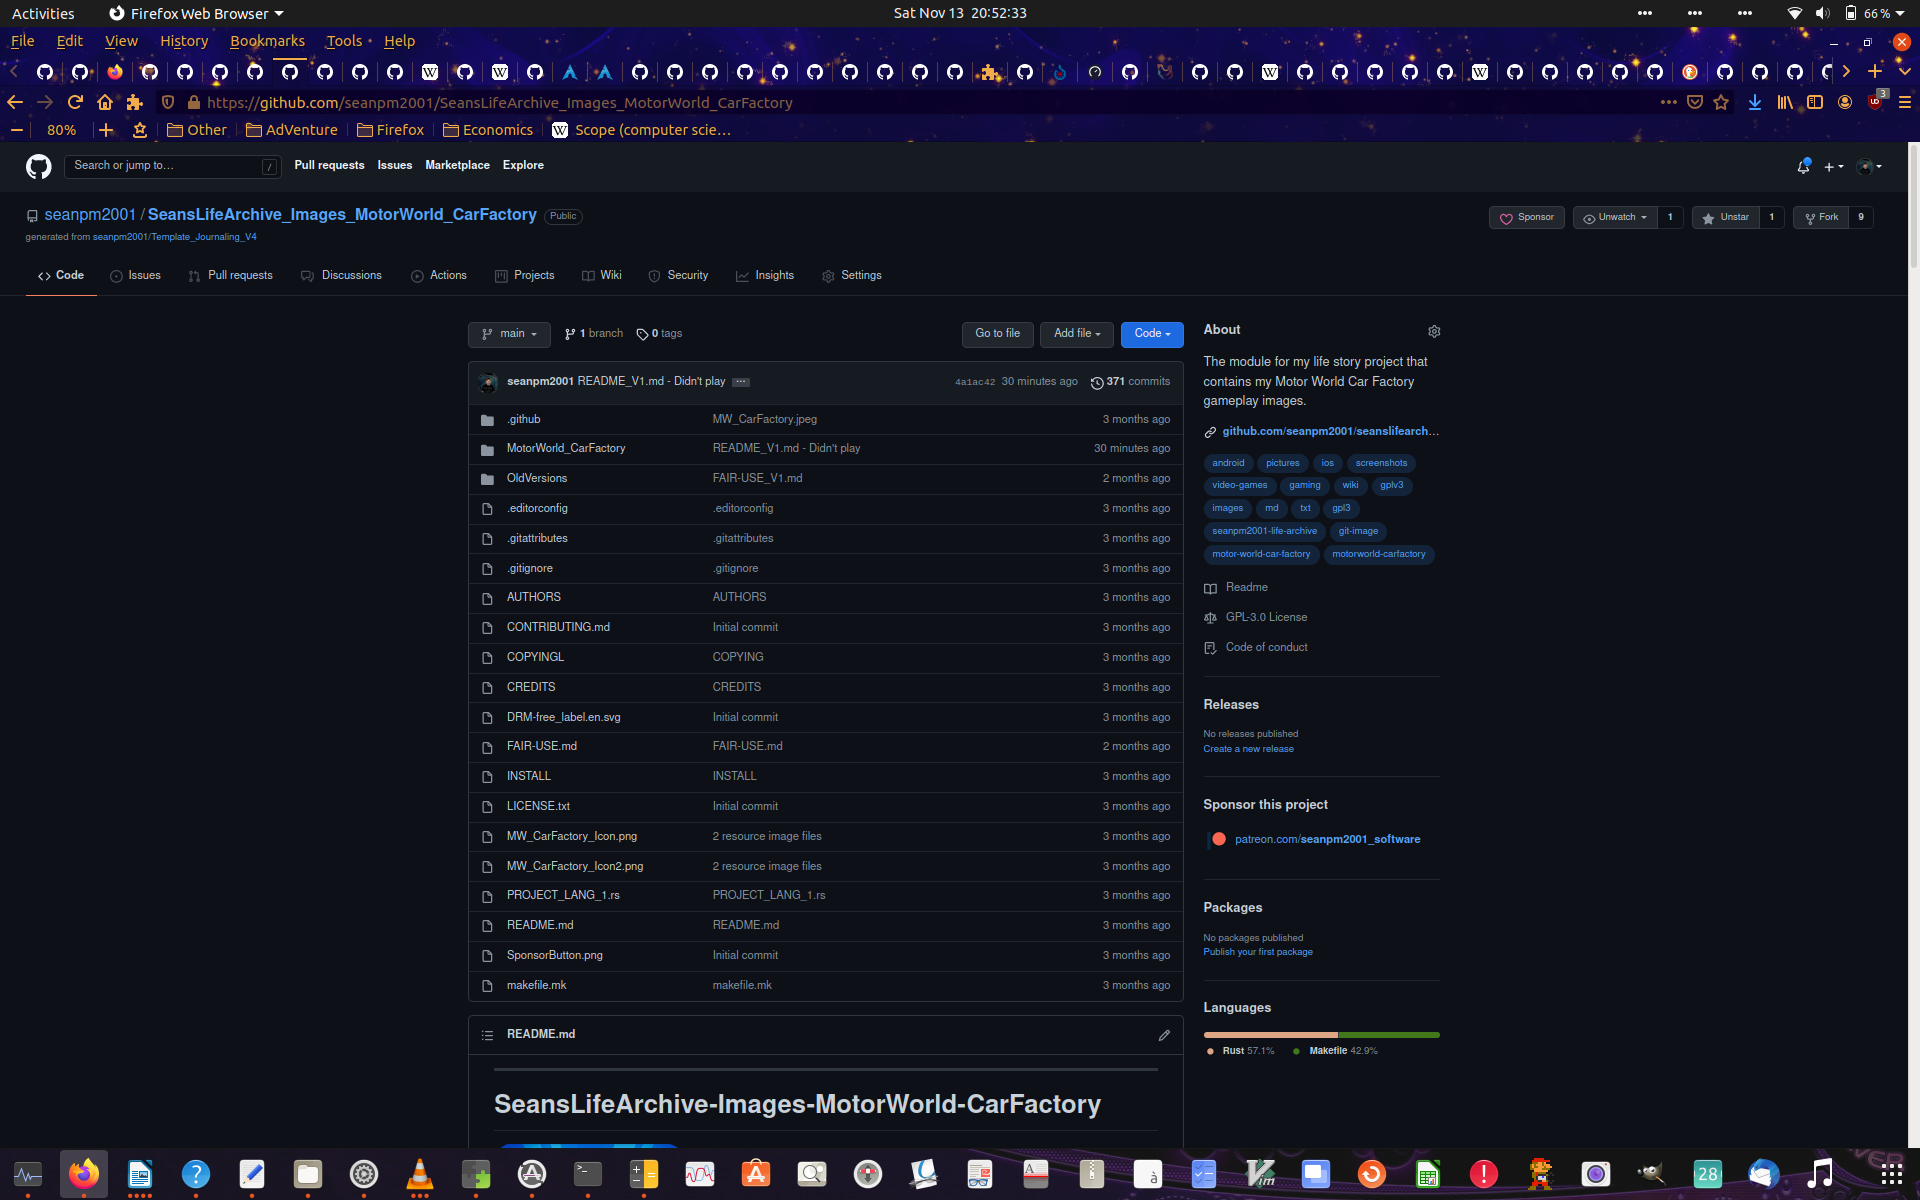 Activities Firefox Web Browser Sat Nov 13 20:52:33 66 %
File Edit View History Bookmarks Tools Help
https://github.com/seanpm2001/SeansLifeArchive_Images_MotorWorld_CarFactory 3
80% Other AdVenture Firefox Economics Scope (computer scie…
Search or jump to… / Pull requests Issues Marketplace Explore
seanpm2001 / SeansLifeArchive_Images_MotorWorld_CarFactory Public Sponsor Unwatch 1 Unstar 1 Fork 9
generated from seanpm2001/Template_Journaling_V4
Code Issues Pull requests Discussions Actions Projects Wiki Security Insights Settings
main 1 branch 0 tags Go to file Add file Code
seanpm2001 README_V1.md - Didn't play ... 4a1ac42 30 minutes ago 371 commits
.github MW_CarFactory.jpeg 3 months ago
MotorWorld_CarFactory README_V1.md - Didn't play 30 minutes ago
OldVersions FAIR-USE_V1.md 2 months ago
.editorconfig .editorconfig 3 months ago
.gitattributes .gitattributes 3 months ago
.gitignore .gitignore 3 months ago
AUTHORS AUTHORS 3 months ago
CONTRIBUTING.md Initial commit 3 months ago
COPYINGL COPYING 3 months ago
CREDITS CREDITS 3 months ago
DRM-free_label.en.svg Initial commit 3 months ago
FAIR-USE.md FAIR-USE.md 2 months ago
INSTALL INSTALL 3 months ago
LICENSE.txt Initial commit 3 months ago
MW_CarFactory_Icon.png 2 resource image files 3 months ago
MW_CarFactory_Icon2.png 2 resource image files 3 months ago
PROJECT_LANG_1.rs PROJECT_LANG_1.rs 3 months ago
README.md README.md 3 months ago
SponsorButton.png Initial commit 3 months ago
makefile.mk makefile.mk 3 months ago
README.md
SeansLifeArchive-Images-MotorWorld-CarFactory
About
The module for my life story project that
contains my Motor World Car Factory
gameplay images.
github.com/seanpm2001/seanslifearch…
android pictures ios screenshots
video-games gaming wiki gplv3
images md txt gpl3
seanpm2001-life-archive git-image
motor-world-car-factory motorworld-carfactory
Readme
GPL-3.0 License
Code of conduct
Releases
No releases published
Create a new release
Sponsor this project
patreon.com/seanpm2001_software
Packages
No packages published
Publish your first package
Languages
Rust 57.1% Makefile 42.9%
28